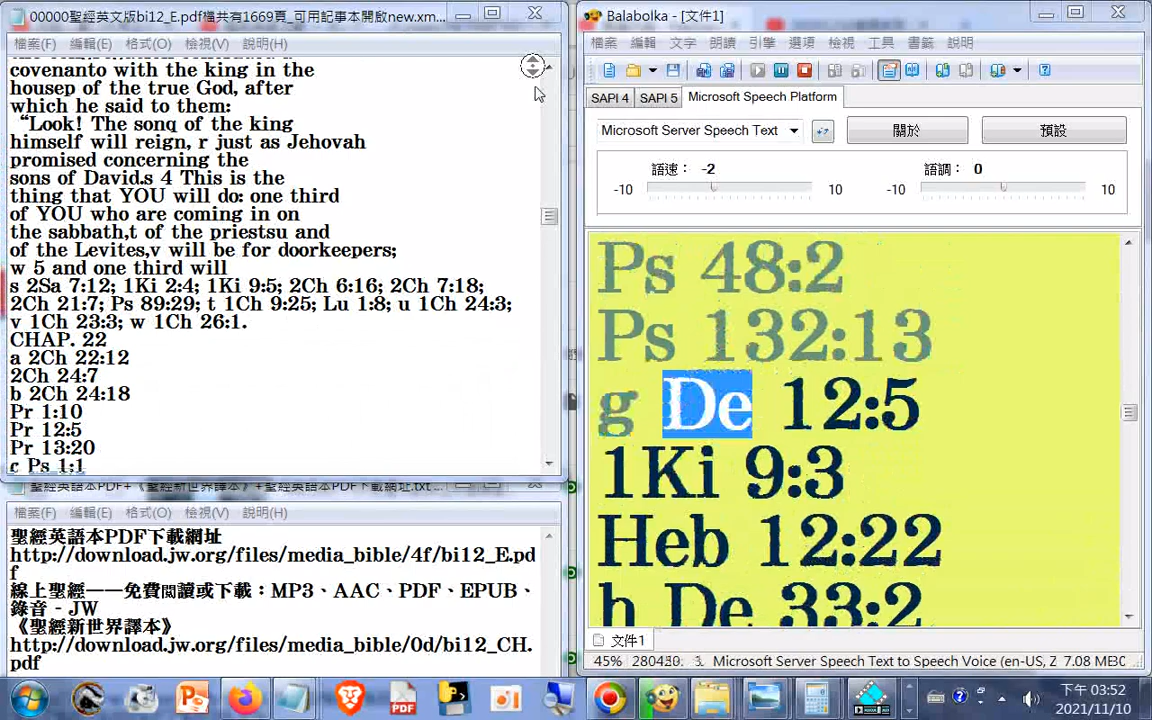 00000聖經英文版bi12_E.pdf檔共有1669頁_可用記事本開啟new.xm...
檔案(F) 編輯(E) 格式(O) 檢視(V) 說明(H)
covenanto with the king in the
housep of the true God, after
which he said to them:
“Look! The sonq of the king
himself will reign, r just as Jehovah
promised concerning the
sons of David.s 4 This is the
thing that YOU will do: one third
of YOU who are coming in on
the sabbath,t of the priestsu and
of the Levites,v will be for doorkeepers;
w 5 and one third will
s 2Sa 7:12; 1Ki 2:4; 1Ki 9:5; 2Ch 6:16; 2Ch 7:18;
2Ch 21:7; Ps 89:29; t 1Ch 9:25; Lu 1:8; u 1Ch 24:3;
v 1Ch 23:3; w 1Ch 26:1.
CHAP. 22
a 2Ch 22:12
2Ch 24:7
b 2Ch 24:18
Pr 1:10
Pr 12:5
Pr 13:20
c Ps 1:1
聖經英語本PDF+《聖經新世界譯本》+聖經英語本PDF下載網址.txt ...
檔案(F) 編輯(E) 格式(O) 檢視(V) 說明(H)
聖經英語本PDF下載網址
http://download.jw.org/files/media_bible/4f/bi12_E.pd
f
線上聖經——免費閱讀或下載：MP3、AAC、PDF、EPUB、
錄音 - JW
《聖經新世界譯本》
http://download.jw.org/files/media_bible/0d/bi12_CH.
pdf
Balabolka - [文件1]
檔案 編輯 文字 朗讀 引擎 選項 檢視 工具 書籤 說明
SAPI 4 SAPI 5 Microsoft Speech Platform
Microsoft Server Speech Text 關於 預設
語速： -2 語調： 0
-10 10 -10 10
Ps 48:2
Ps 132:13
g De 12:5
1Ki 9:3
Heb 12:22
h De 33:2
文件1
45% Microsoft Server Speech Text to Speech Voice (en-US, Z 7.08 MB
下午 03:52
2021/11/10